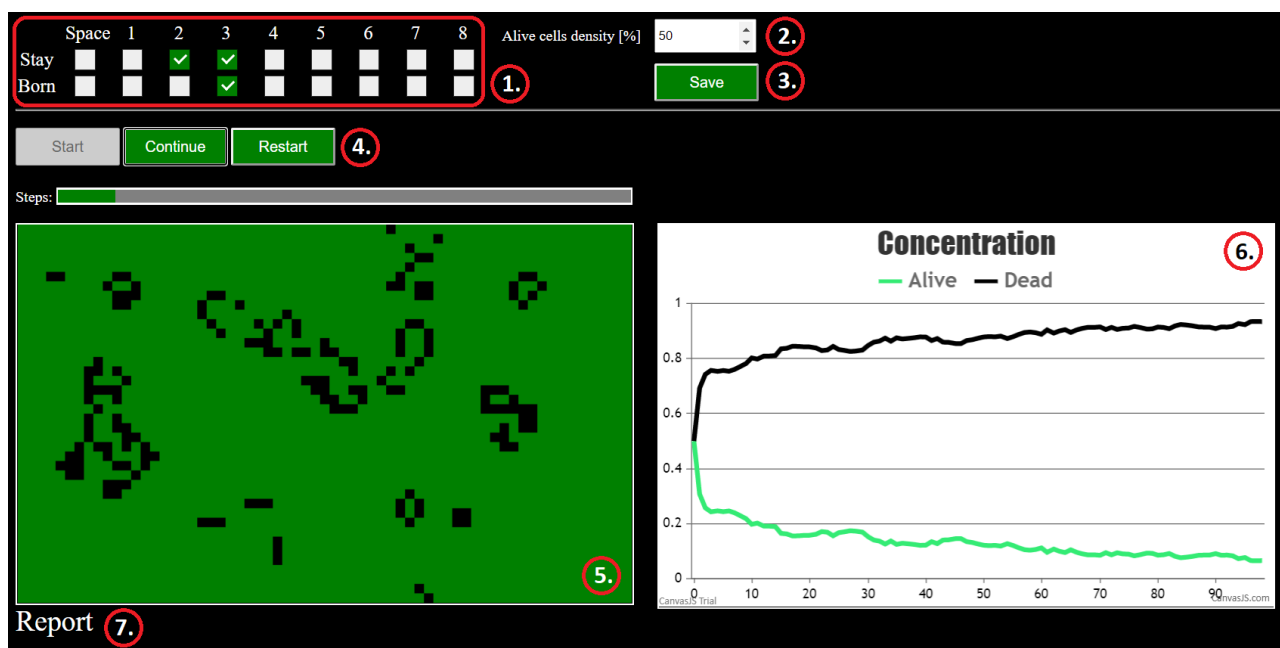 Space 1 2 3 4 5 6 7 8
Stay
Born
1.
Alive cells density [%] 50 2.
Save 3.
Start Continue Restart 4.
Steps:
5.
Concentration
6.
Alive Dead
1
0.8
0.6
0.4
0.2
0
0 10 20 30 40 50 60 70 80 90
CanvasJS Trial
CanvasJS.com
Report 7.